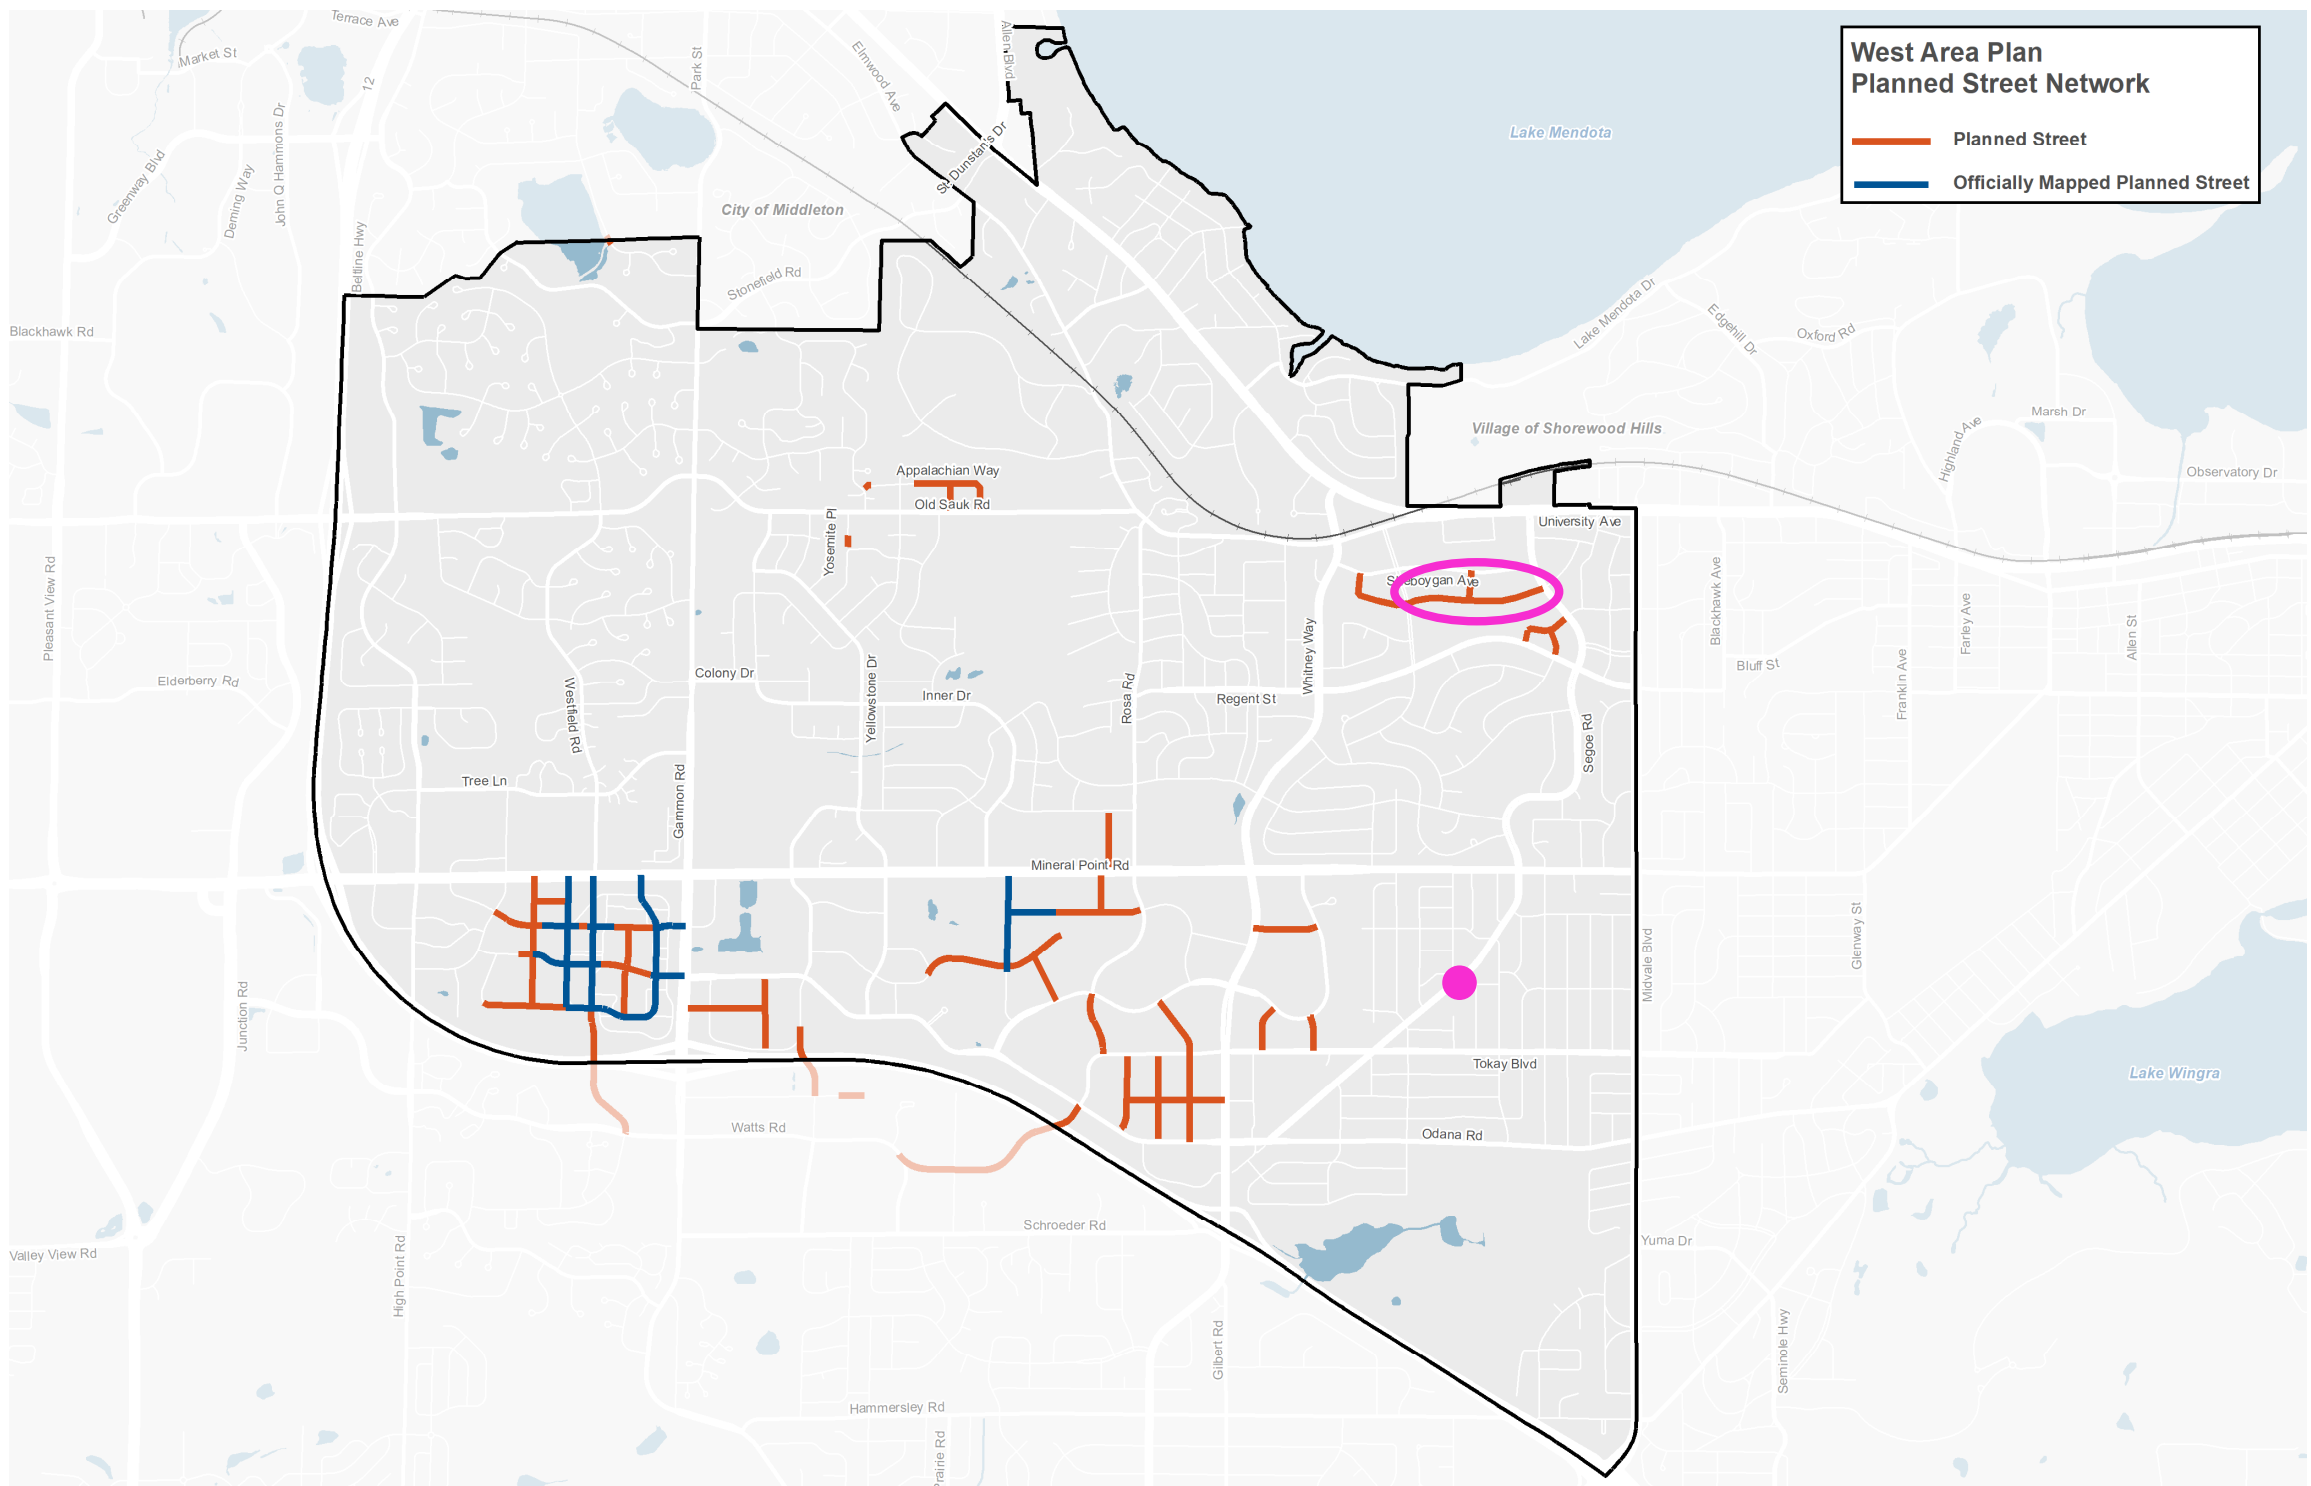 West Area Plan
Planned Street Network
Planned Street
Officially Mapped Planned Street
Terrace Ave
Market St
12
Park St
Elmwood Ave
Allen Blvd
St. Dunstan's Dr
Lake Mendota
Greenway Blvd
Deming Way
John Q Hammons Dr
City of Middleton
Beltline Hwy
Stonefield Rd
Blackhawk Rd
Lake Mendota Dr
Edgehill Dr
Oxford Rd
Village of Shorewood Hills
Highland Ave
Marsh Dr
Observatory Dr
Appalachian Way
Old Sauk Rd
University Ave
Yosemite Pl
Sheboygan Ave
Pleasant View Rd
Blackhawk Ave
Farley Ave
Allen St
Bluff St
Franklin Ave
Elderberry Rd
Westfield Rd
Colony Dr
Yellowstone Dr
Inner Dr
Rosa Rd
Regent St
Whitney Way
Segoe Rd
Tree Ln
Gammon Rd
Mineral Point Rd
Glenway St
Midvale Blvd
Junction Rd
Tokay Blvd
Lake Wingra
Watts Rd
Odana Rd
Schroeder Rd
Yuma Dr
Valley View Rd
High Point Rd
Gilbert Rd
Seminole Hwy
Hammersley Rd
Prairie Rd